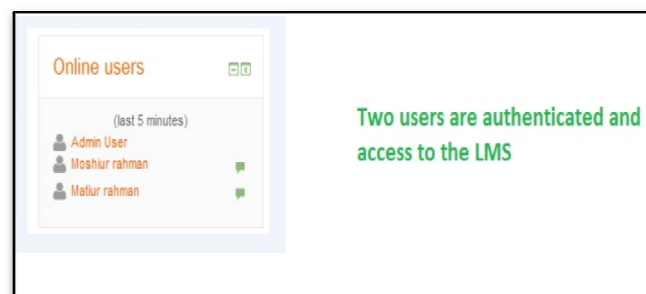 Online users
(last 5 minutes)
Admin User
Moshiur rahman
Matiur rahman
Two users are authenticated and
access to the LMS